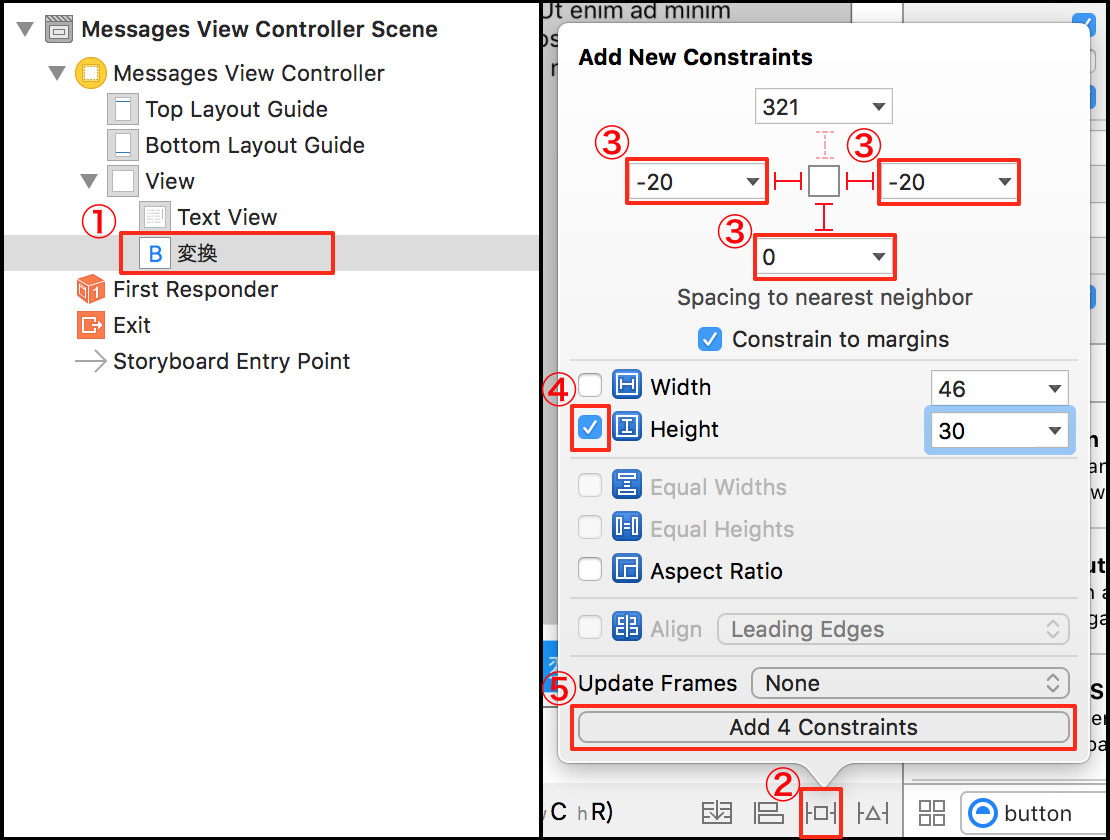 Messages View Controller Scene
Messages View Controller
Top Layout Guide
Bottom Layout Guide
View
①
Text View
B 変換
First Responder
Exit
Storyboard Entry Point
Ut enim ad minim
Add New Constraints
321
③ ③
-20 -20
③
0
Spacing to nearest neighbor
Constrain to margins
④
Width 46
Height 30
Equal Widths
Equal Heights
Aspect Ratio
Align Leading Edges
⑤
Update Frames None
Add 4 Constraints
②
C hR)
button